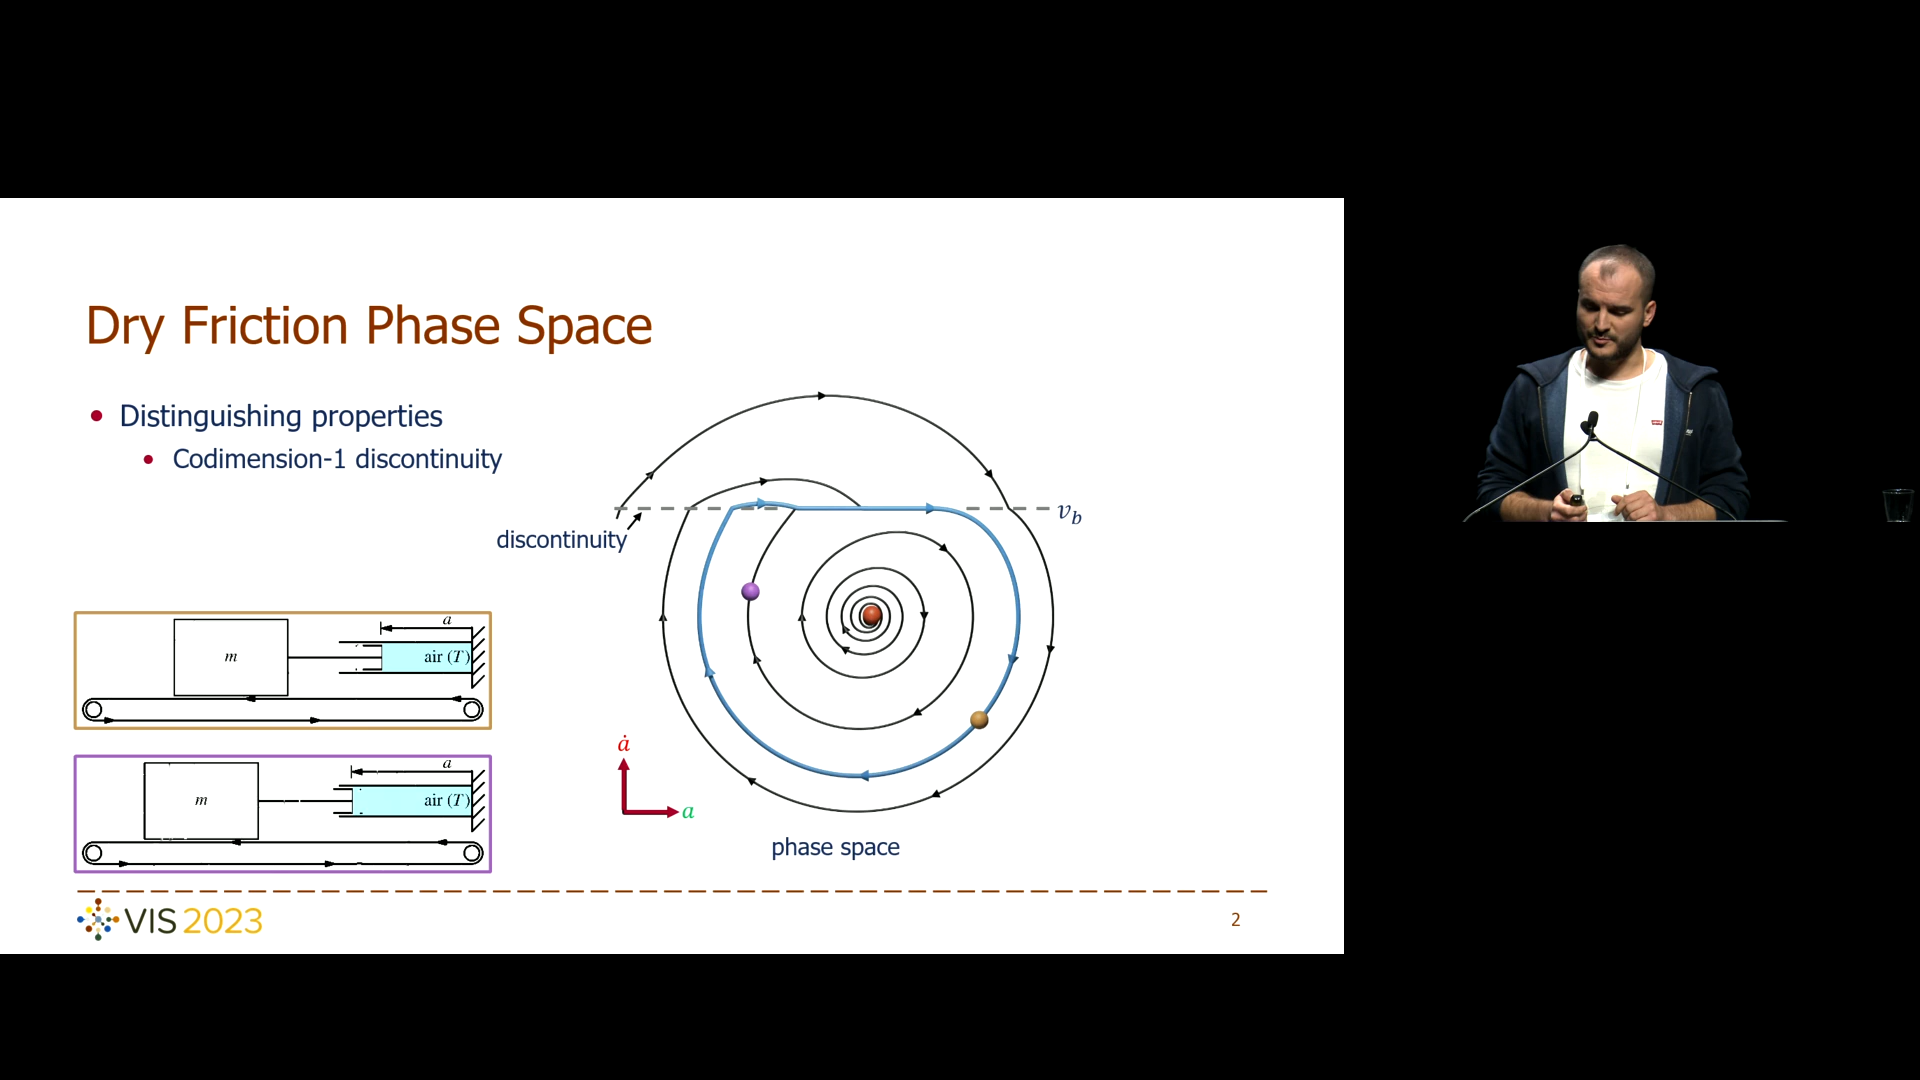 Dry Friction Phase Space
Distinguishing properties
Codimension-1 discontinuity
discontinuity
v_b
a
m
air (T)
a
m
air (T)
ȧ
a
phase space
VIS 2023
2